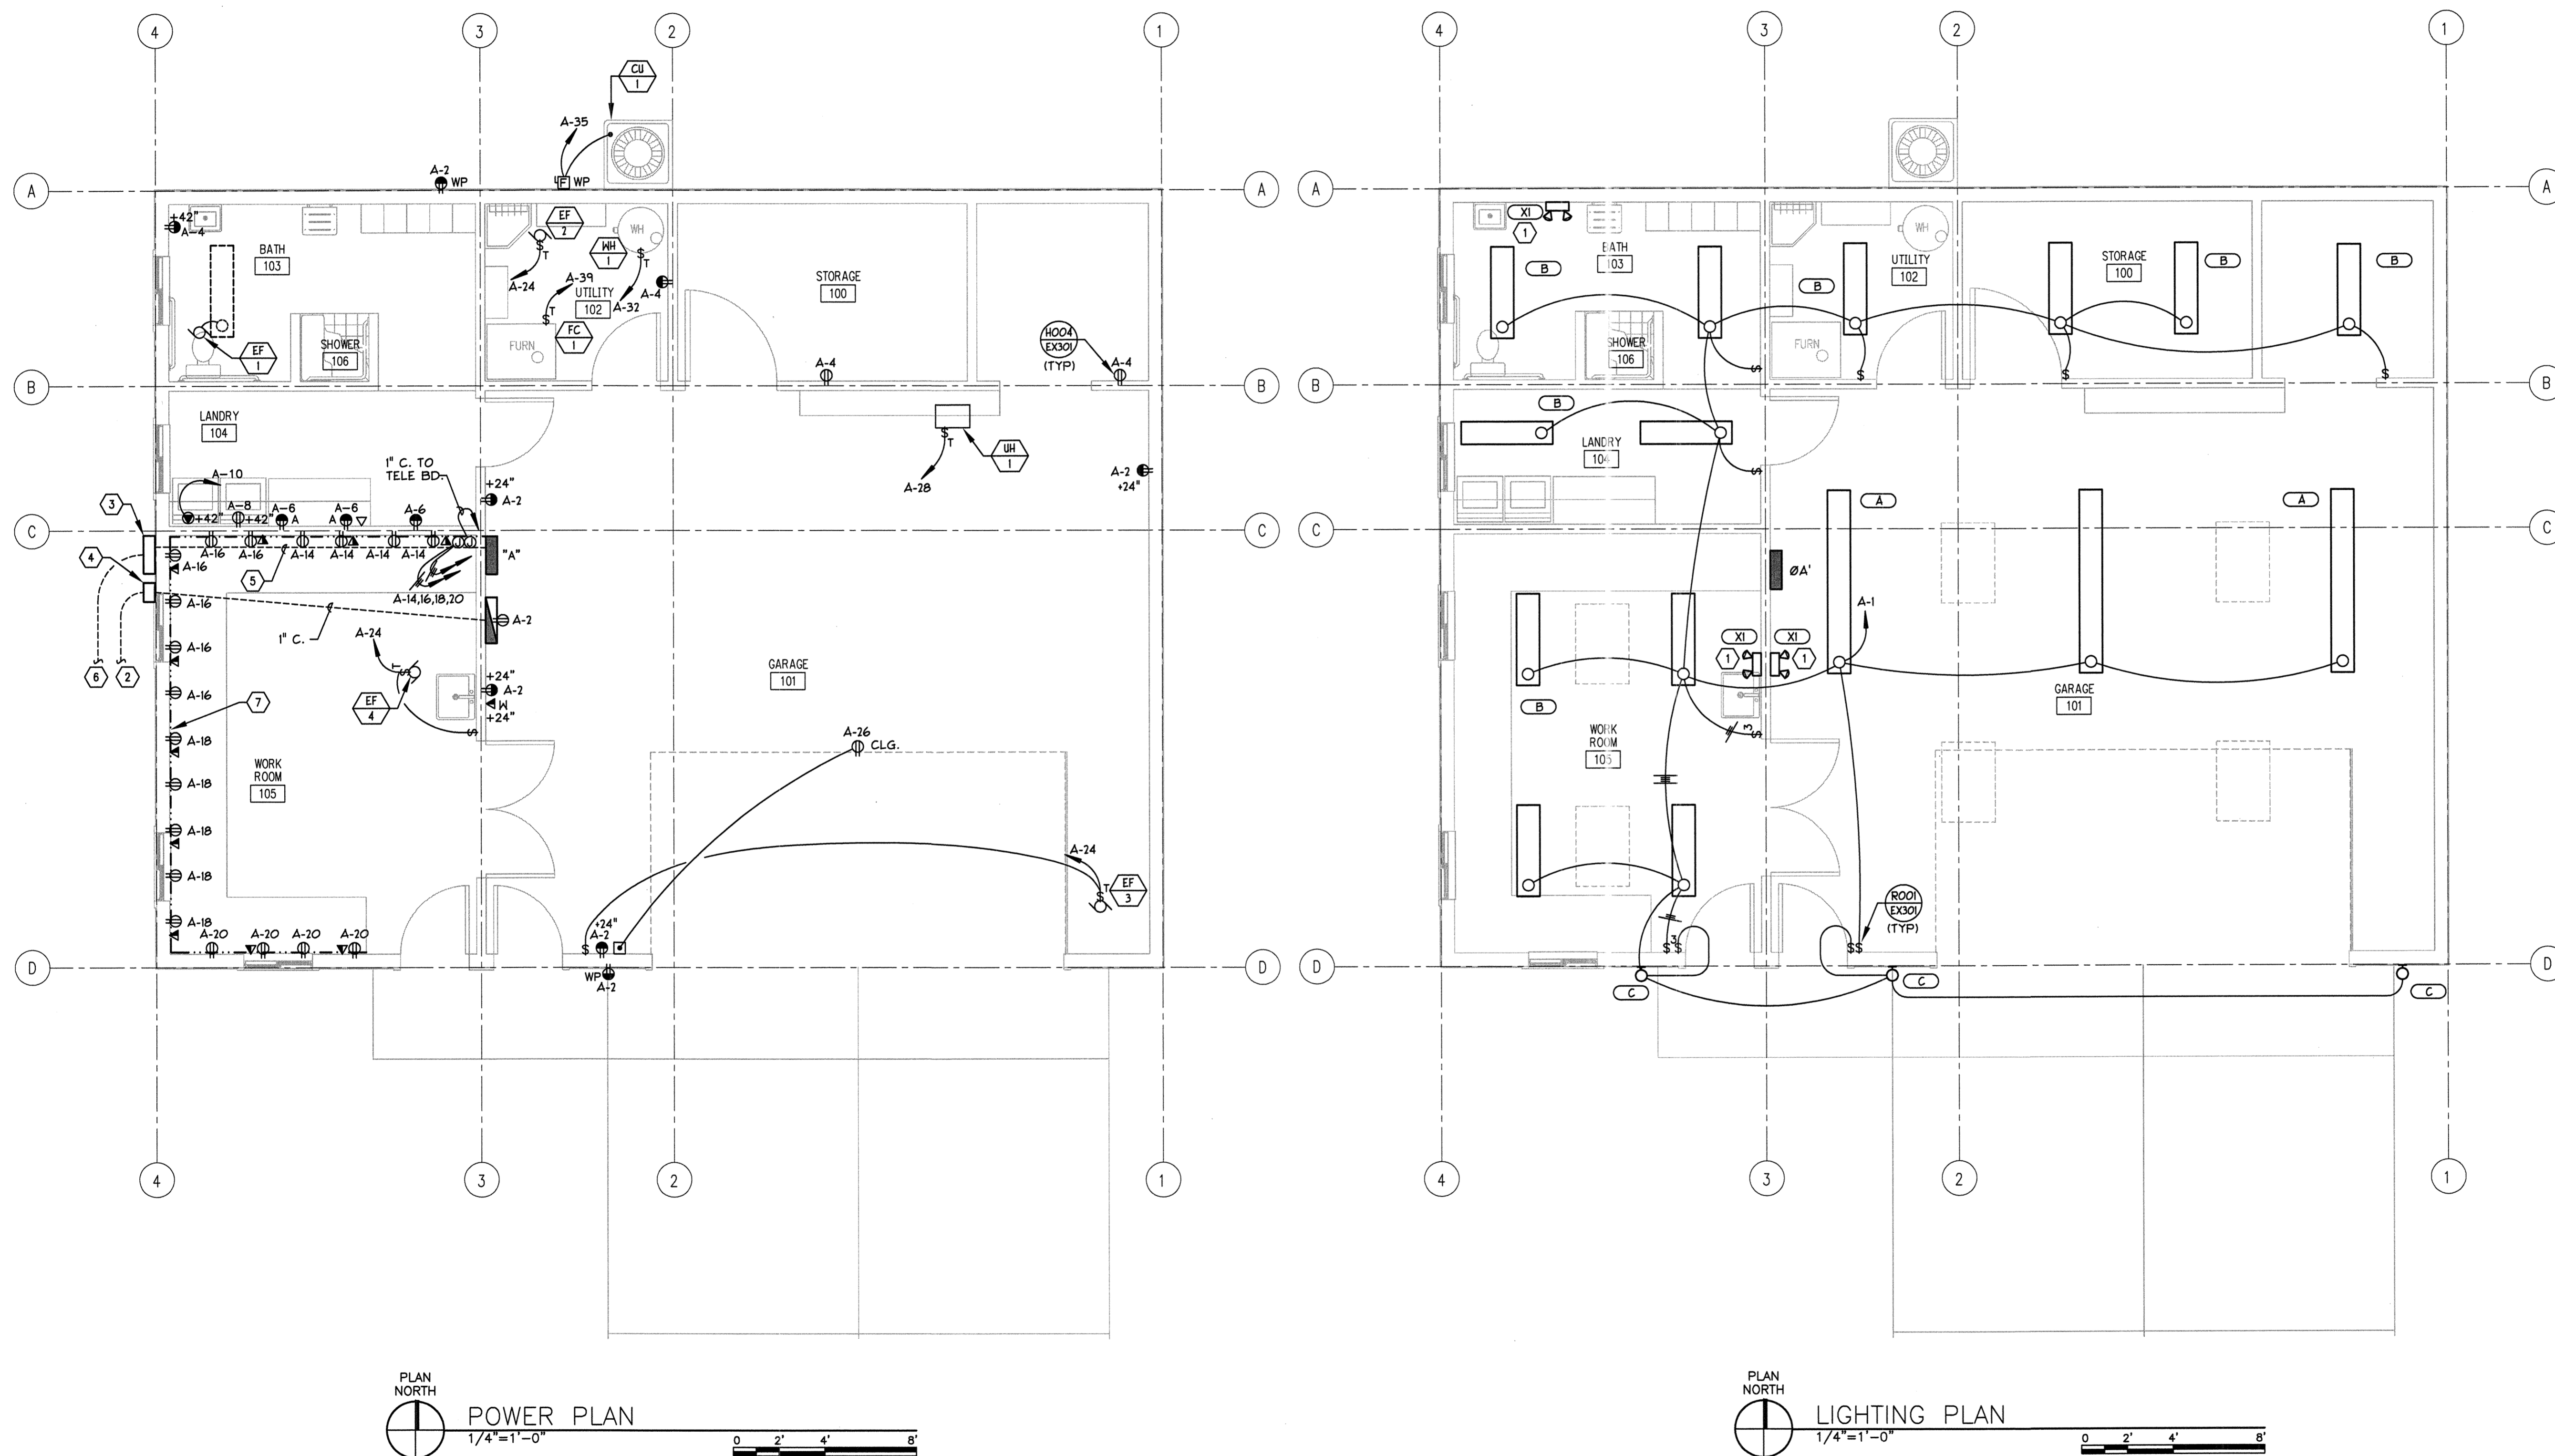 4
3
2
1
4
3
2
1
CU
1
A-35
A-2
WP
F
WP
A
A
A
A
+42"
A-4
BATH
103
EF
2
WH
1
WH
T
T
A-24
A-39
UTILITY
102
A-32
A-4
T
FC
1
FURN
STORAGE
100
SHOWER
106
EF
1
H004
EX301
(TYP)
A-4
A-4
B
B
B
B
LANDRY
104
1" C. TO
TELE BD.
A-10
+24"
A-2
T
UH
1
A-28
A-2
+24"
3
+42"
A-8
+42"
A-6
A
A-6
A
A-6
C
C
C
C
4
A-16
A-16
A-16
A-14
A-14
A-14
A-14
"A"
5
A-14,16,18,20
A-16
1" C.
A-2
A-24
T
EF
4
6
2
A-16
A-16
7
A-18
A-18
A-18
A-18
A-18
+24"
A-2
W
+24"
GARAGE
101
A-26
CLG.
WORK
ROOM
105
A-24
T
EF
3
A-20
A-20
A-20
A-20
+24"
A-2
WP
A-2
D
D
D
D
4
3
2
1
X1
1
BATH
103
B
B
UTILITY
102
WH
FURN
STORAGE
100
B
B
SHOWER
106
B
LANDRY
104
A
A
ØA'
A-1
X1
1
X1
1
B
WORK
ROOM
105
3
GARAGE
101
R001
EX301
(TYP)
3
C
C
C
4
3
2
1
PLAN
NORTH
POWER PLAN
1/4"=1'-0"
0 2' 4' 8'
PLAN
NORTH
LIGHTING PLAN
1/4"=1'-0"
0 2' 4' 8'